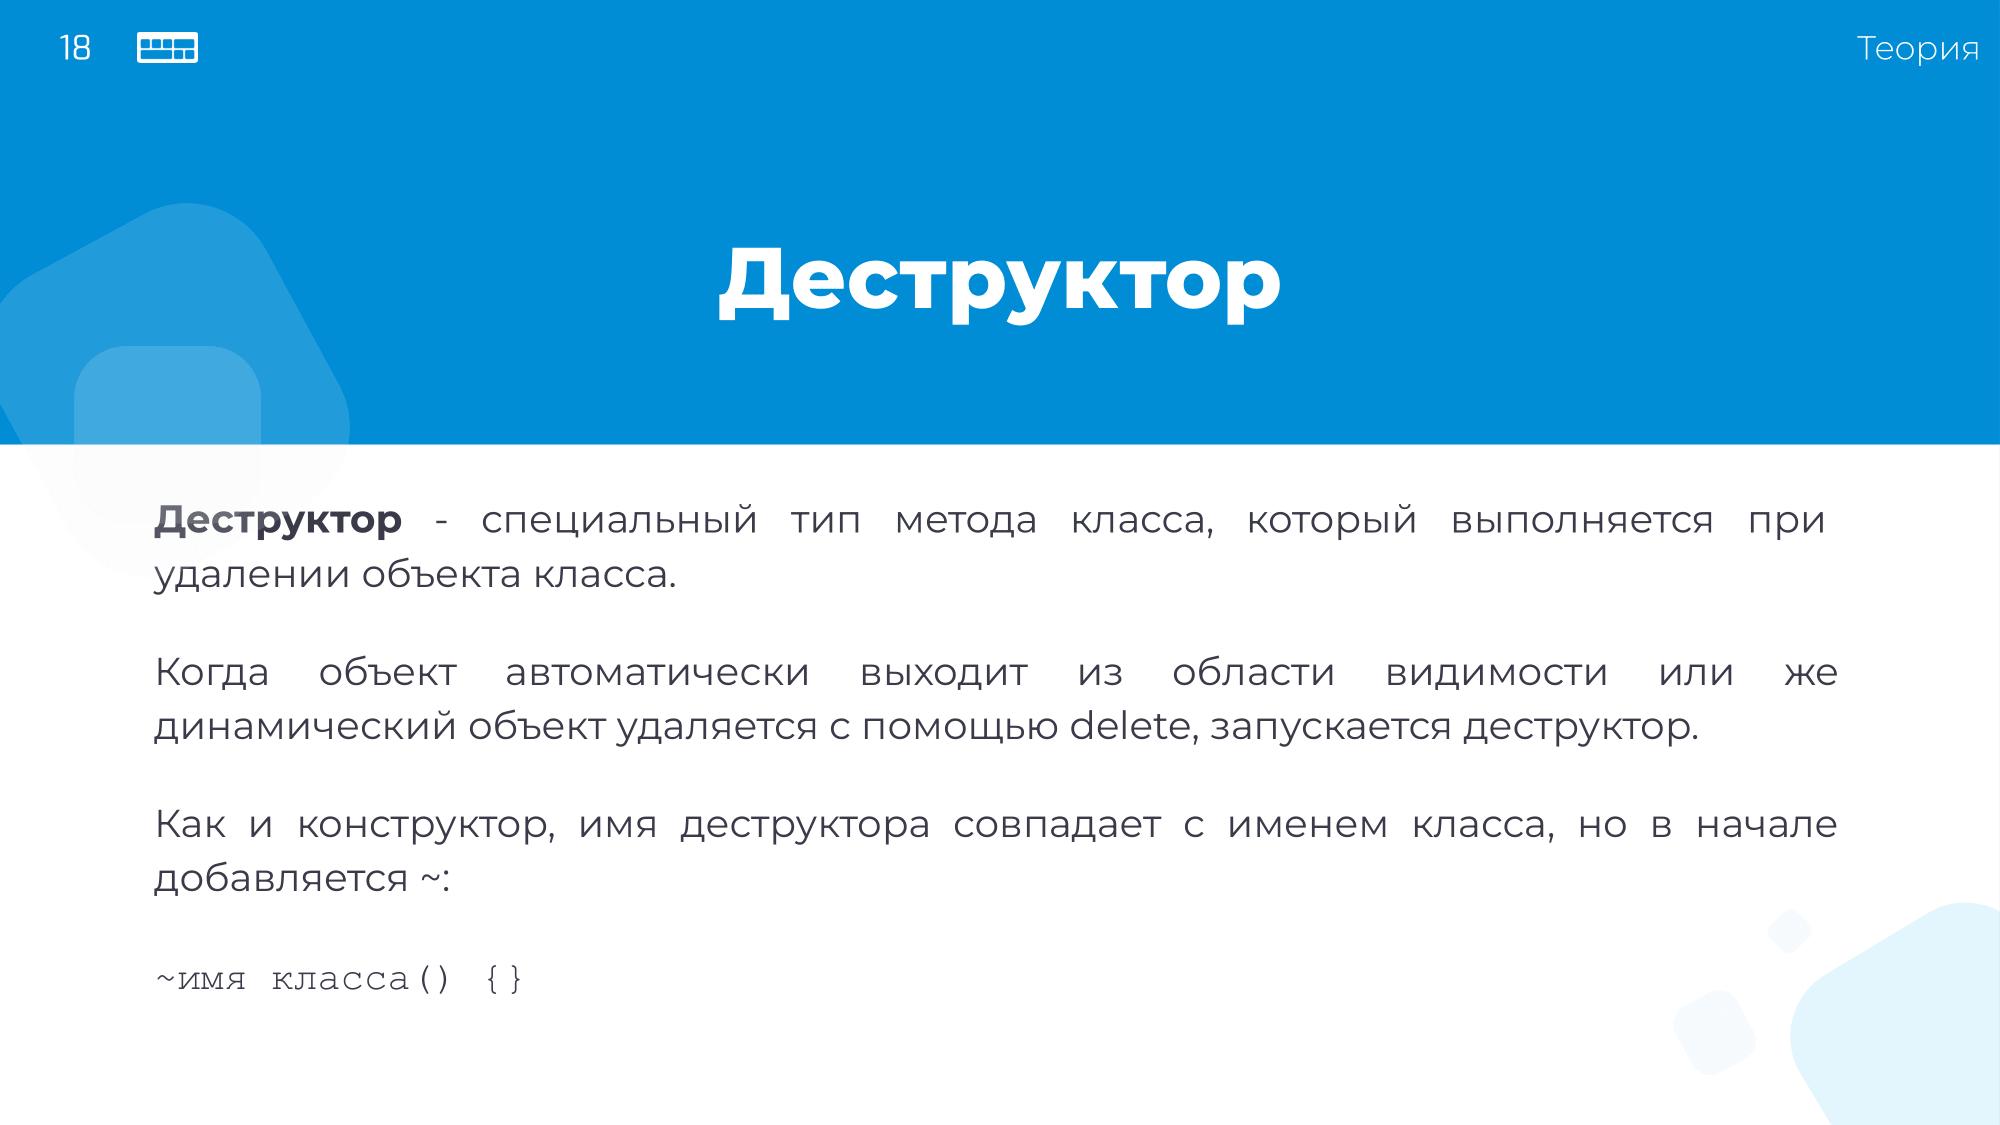 18
Теория
Деструктор
Деструктор - специальный тип метода класса, который выполняется при
удалении объекта класса.
Когда объект автоматически выходит из области видимости или же
динамический объект удаляется с помощью delete, запускается деструктор.
Как и конструктор, имя деструктора совпадает с именем класса, но в начале
добавляется ~:
~имя класса() {}